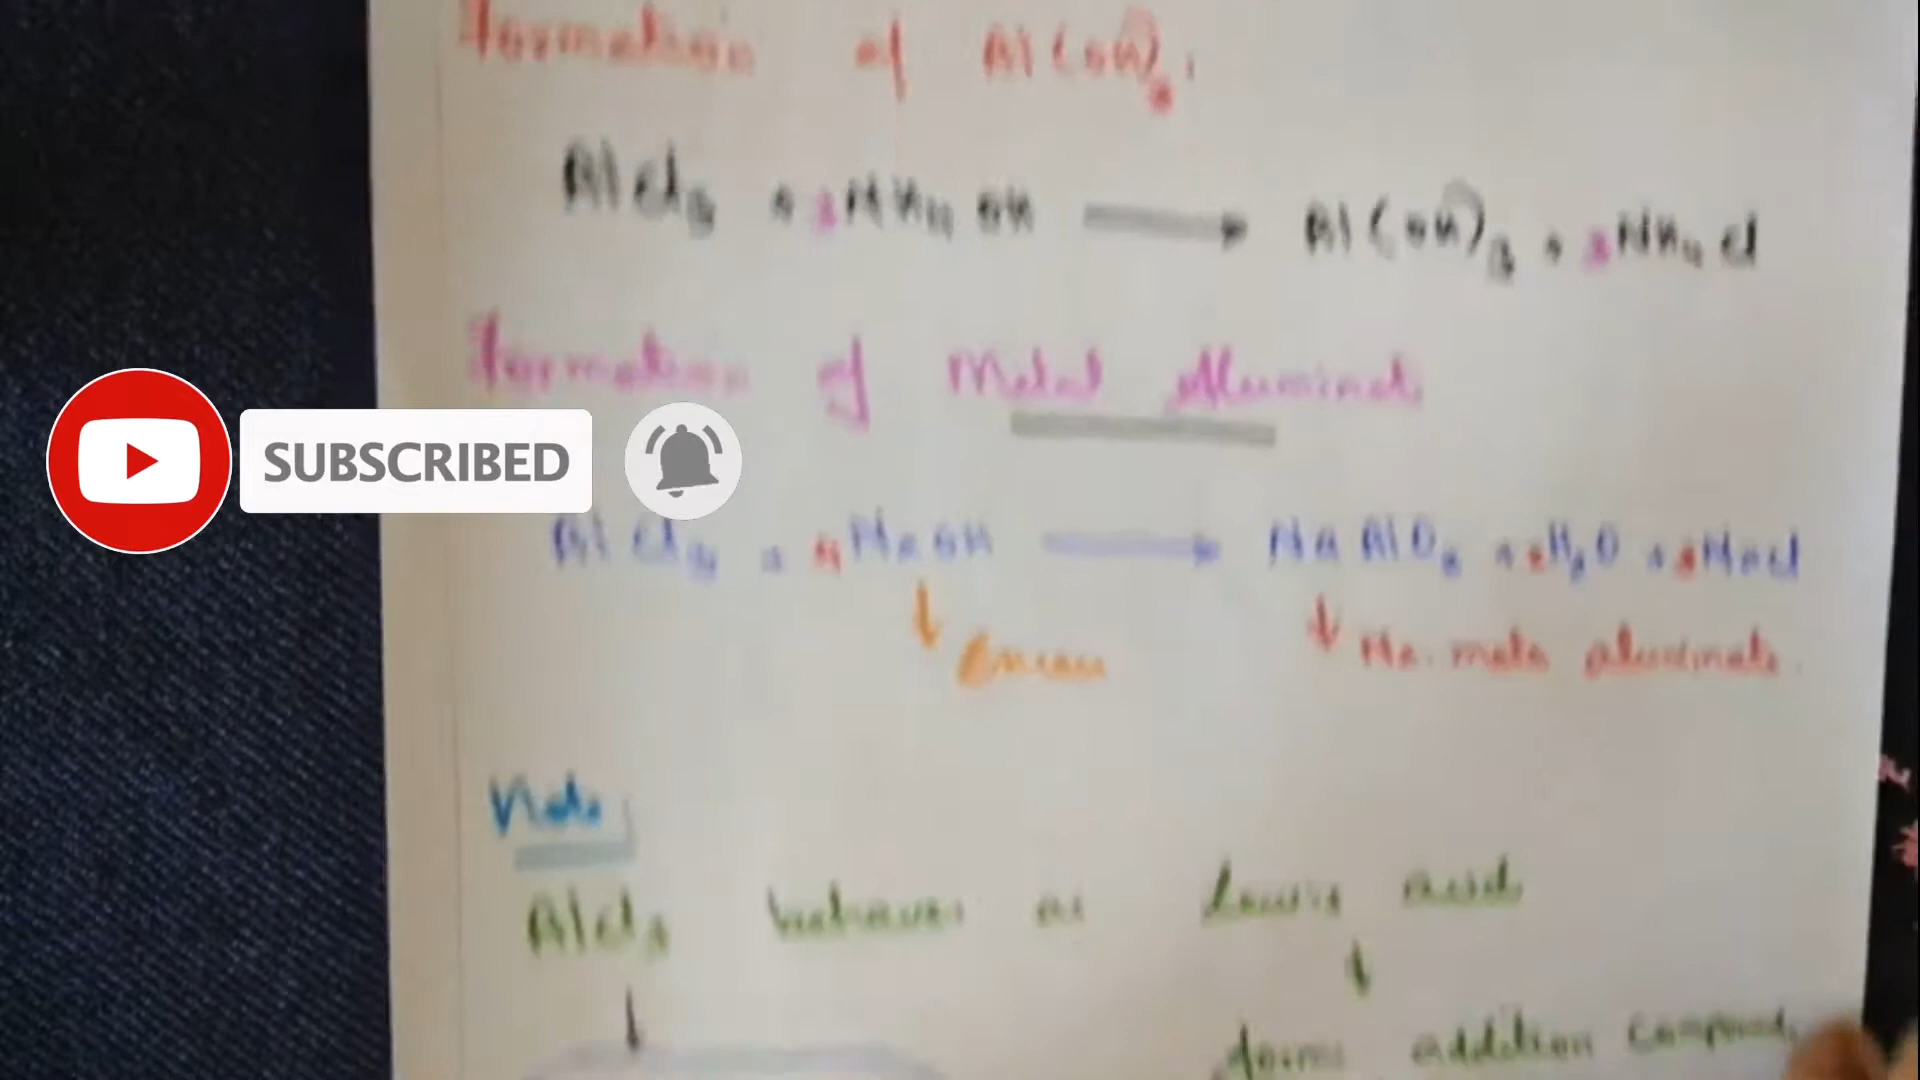 Formation of Al(OH)3.
AlCl3 + 3NH4OH → Al(OH)3 + 3NH4Cl
Formation of Metal Aluminate
SUBSCRIBED
AlCl3 + 4NaOH → NaAlO2 + 2H2O + 3NaCl
↓ Excess ↓ Na. meta aluminate.
Note
AlCl3 behaves as Lewis acid
↓
↓
forms addition compounds